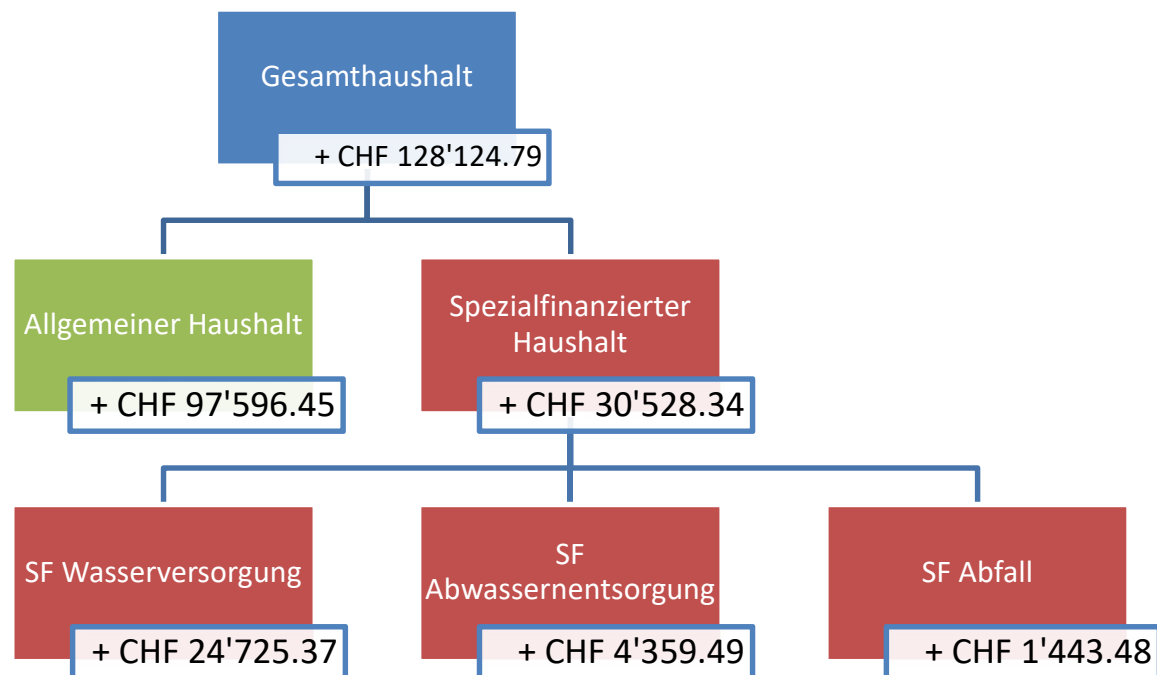 Gesamthaushalt
+ CHF 128'124.79
Allgemeiner Haushalt
+ CHF 97'596.45
Spezialfinanzierter
Haushalt
+ CHF 30'528.34
SF Wasserversorgung
+ CHF 24'725.37
SF
Abwassernentsorgung
+ CHF 4'359.49
SF Abfall
+ CHF 1'443.48